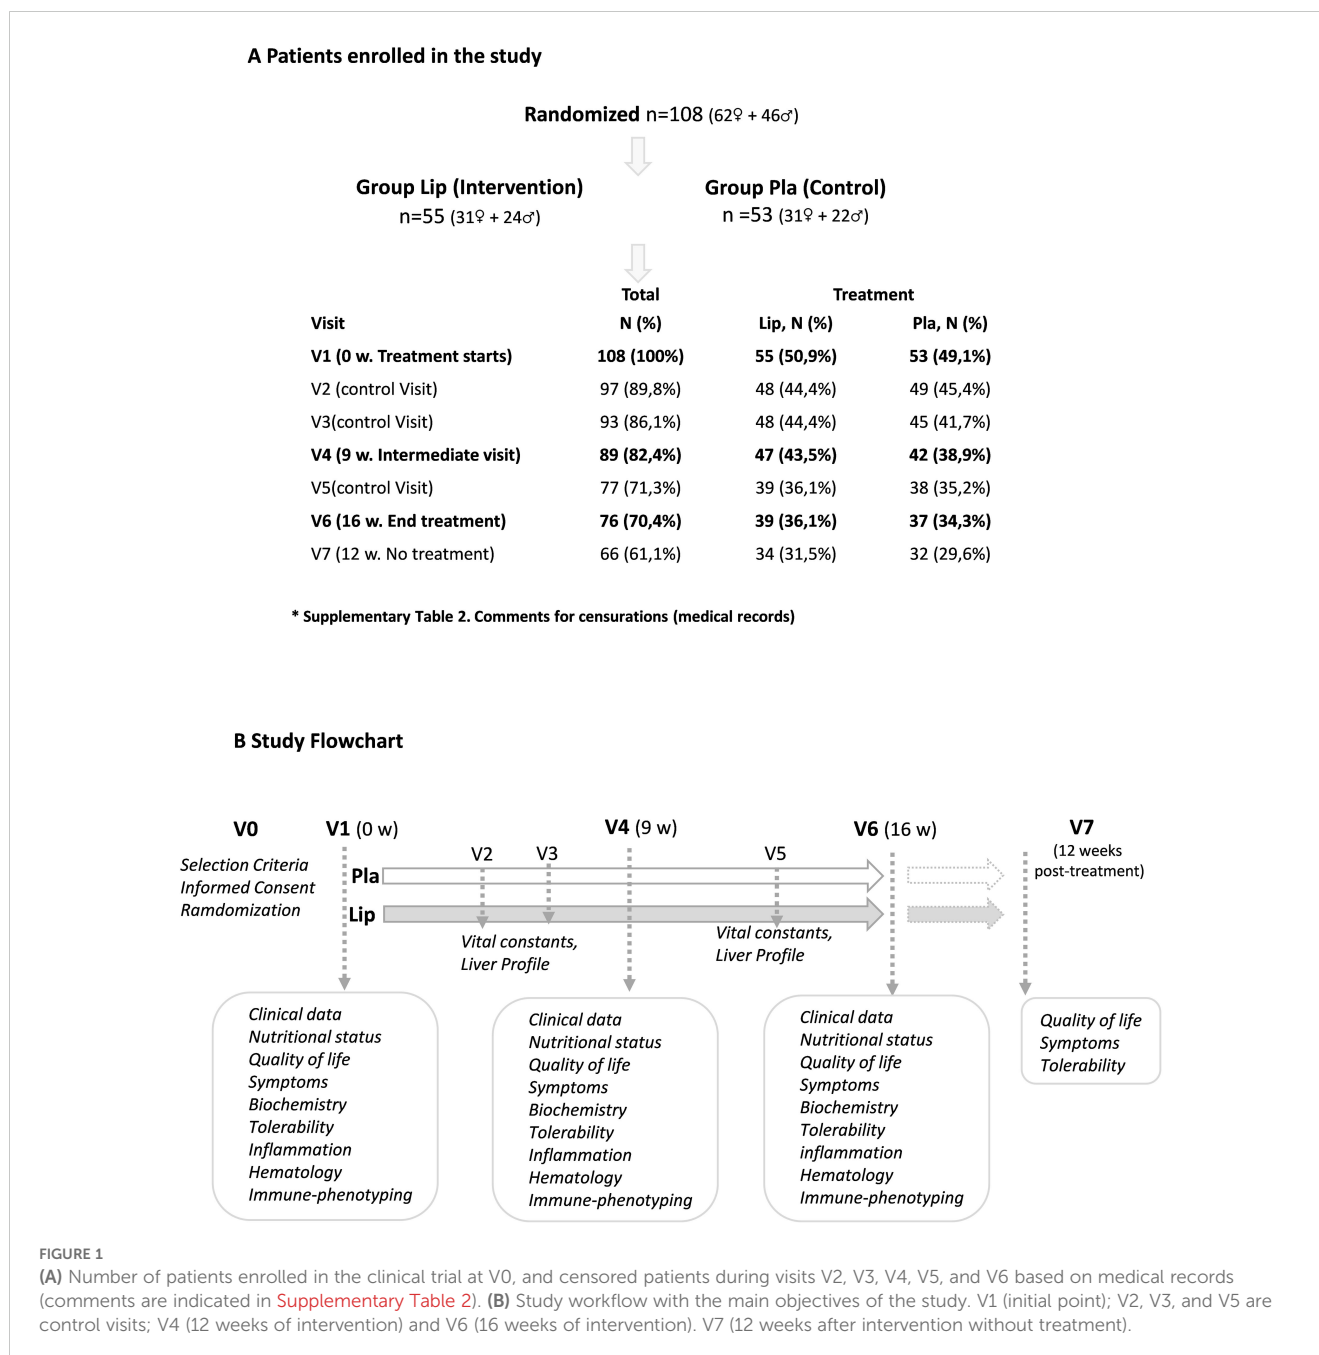 A Patients enrolled in the study
Randomized n=108 (62♀ + 46♂)
Group Lip (Intervention)
n=55 (31♀ + 24♂)
Group Pla (Control)
n =53 (31♀ + 22♂)
Total Treatment
Visit N (%) Lip, N (%) Pla, N (%)
V1 (0 w. Treatment starts) 108 (100%) 55 (50,9%) 53 (49,1%)
V2 (control Visit) 97 (89,8%) 48 (44,4%) 49 (45,4%)
V3(control Visit) 93 (86,1%) 48 (44,4%) 45 (41,7%)
V4 (9 w. Intermediate visit) 89 (82,4%) 47 (43,5%) 42 (38,9%)
V5(control Visit) 77 (71,3%) 39 (36,1%) 38 (35,2%)
V6 (16 w. End treatment) 76 (70,4%) 39 (36,1%) 37 (34,3%)
V7 (12 w. No treatment) 66 (61,1%) 34 (31,5%) 32 (29,6%)
* Supplementary Table 2. Comments for censurations (medical records)
B Study Flowchart
V0
Selection Criteria
Informed Consent
Ramdomization
V1 (0 w)
V4 (9 w)
V6 (16 w)
V7
(12 weeks
post-treatment)
V2
V3
V5
Pla
Lip
Vital constants,
Liver Profile
Vital constants,
Liver Profile
Clinical data
Nutritional status
Quality of life
Symptoms
Biochemistry
Tolerability
Inflammation
Hematology
Immune-phenotyping
Clinical data
Nutritional status
Quality of life
Symptoms
Biochemistry
Tolerability
Inflammation
Hematology
Immune-phenotyping
Clinical data
Nutritional status
Quality of life
Symptoms
Biochemistry
Tolerability
inflammation
Hematology
Immune-phenotyping
Quality of life
Symptoms
Tolerability
FIGURE 1
(A) Number of patients enrolled in the clinical trial at V0, and censored patients during visits V2, V3, V4, V5, and V6 based on medical records
(comments are indicated in Supplementary Table 2). (B) Study workflow with the main objectives of the study. V1 (initial point); V2, V3, and V5 are
control visits; V4 (12 weeks of intervention) and V6 (16 weeks of intervention). V7 (12 weeks after intervention without treatment).